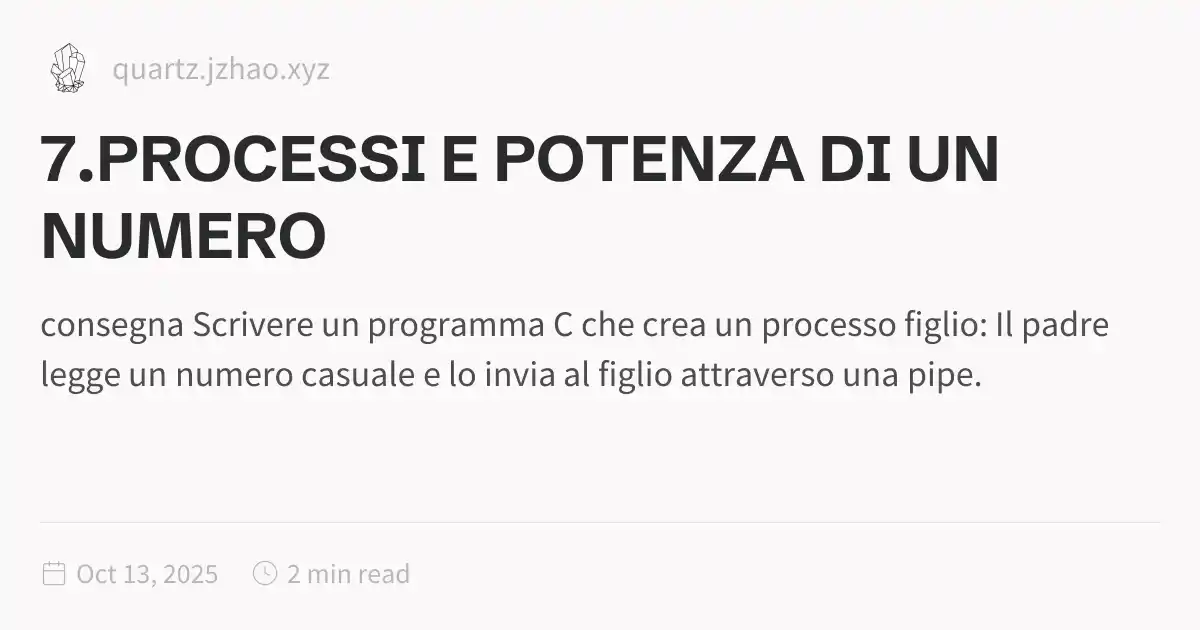 quartz.jzhao.xyz
7.PROCESSI E POTENZA DI UN
NUMERO
consegna Scrivere un programma C che crea un processo figlio: Il padre
legge un numero casuale e lo invia al figlio attraverso una pipe.
Oct 13, 2025 2 min read